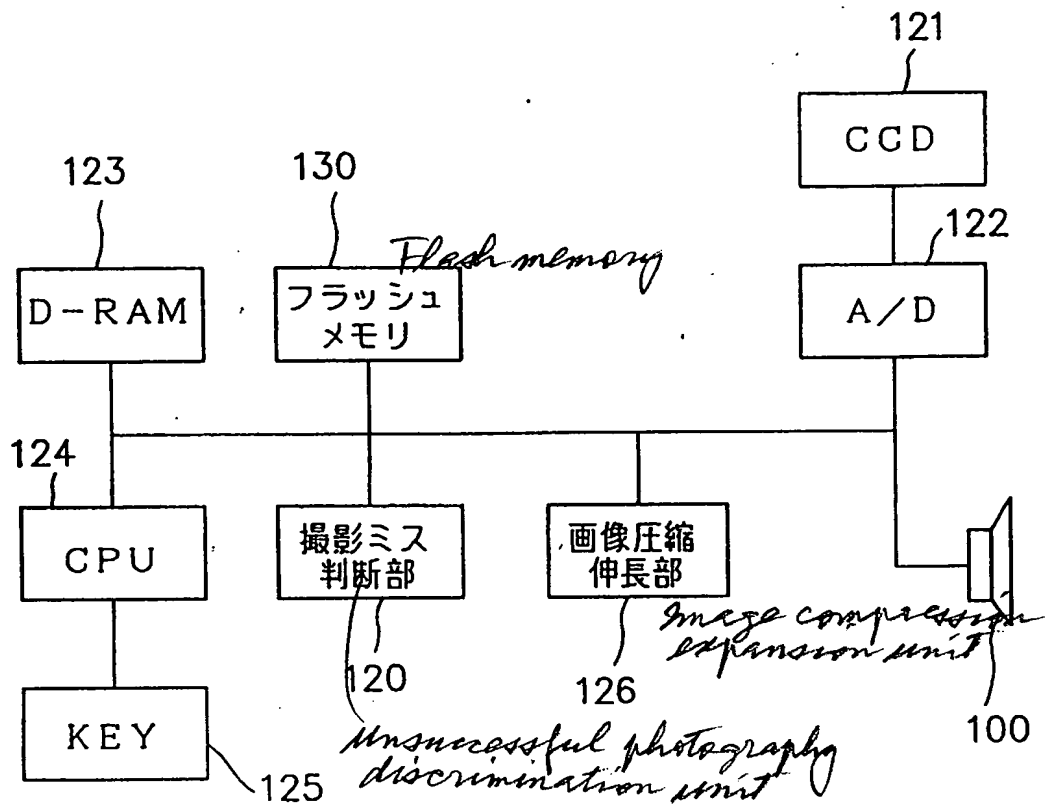 121
CCD
123
130
122
Flash memory
D-RAM
フラッシュ
メモリ
A/D
124
CPU
撮影ミス
判断部
画像圧縮
伸長部
Image compression
expansion unit
120
126
100
KEY
125
unsuccessful photography
discrimination unit